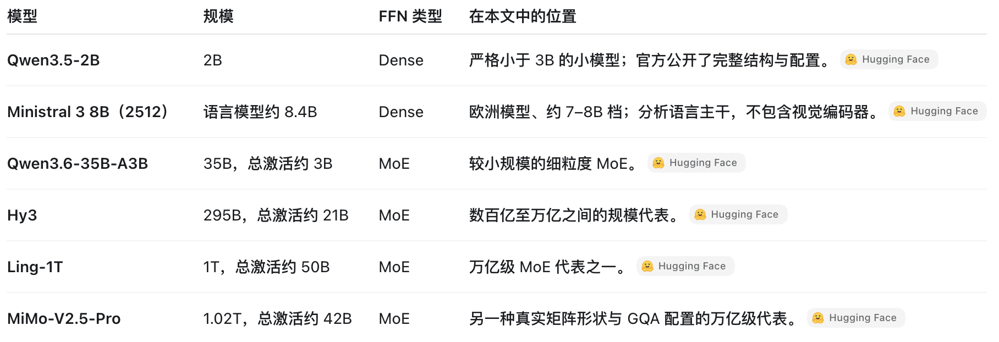 模型 规模 FFN 类型 在本文中的位置
Qwen3.5-2B 2B Dense 严格小于 3B 的小模型；官方公开了完整结构与配置。 Hugging Face
Ministral 3 8B（2512） 语言模型约 8.4B Dense 欧洲模型、约 7–8B 档；分析语言主干，不包含视觉编码器。 Hugging Face
Qwen3.6-35B-A3B 35B，总激活约 3B MoE 较小规模的细粒度 MoE。 Hugging Face
Hy3 295B，总激活约 21B MoE 数百亿至万亿之间的规模代表。 Hugging Face
Ling-1T 1T，总激活约 50B MoE 万亿级 MoE 代表之一。 Hugging Face
MiMo-V2.5-Pro 1.02T，总激活约 42B MoE 另一种真实矩阵形状与 GQA 配置的万亿级代表。 Hugging Face